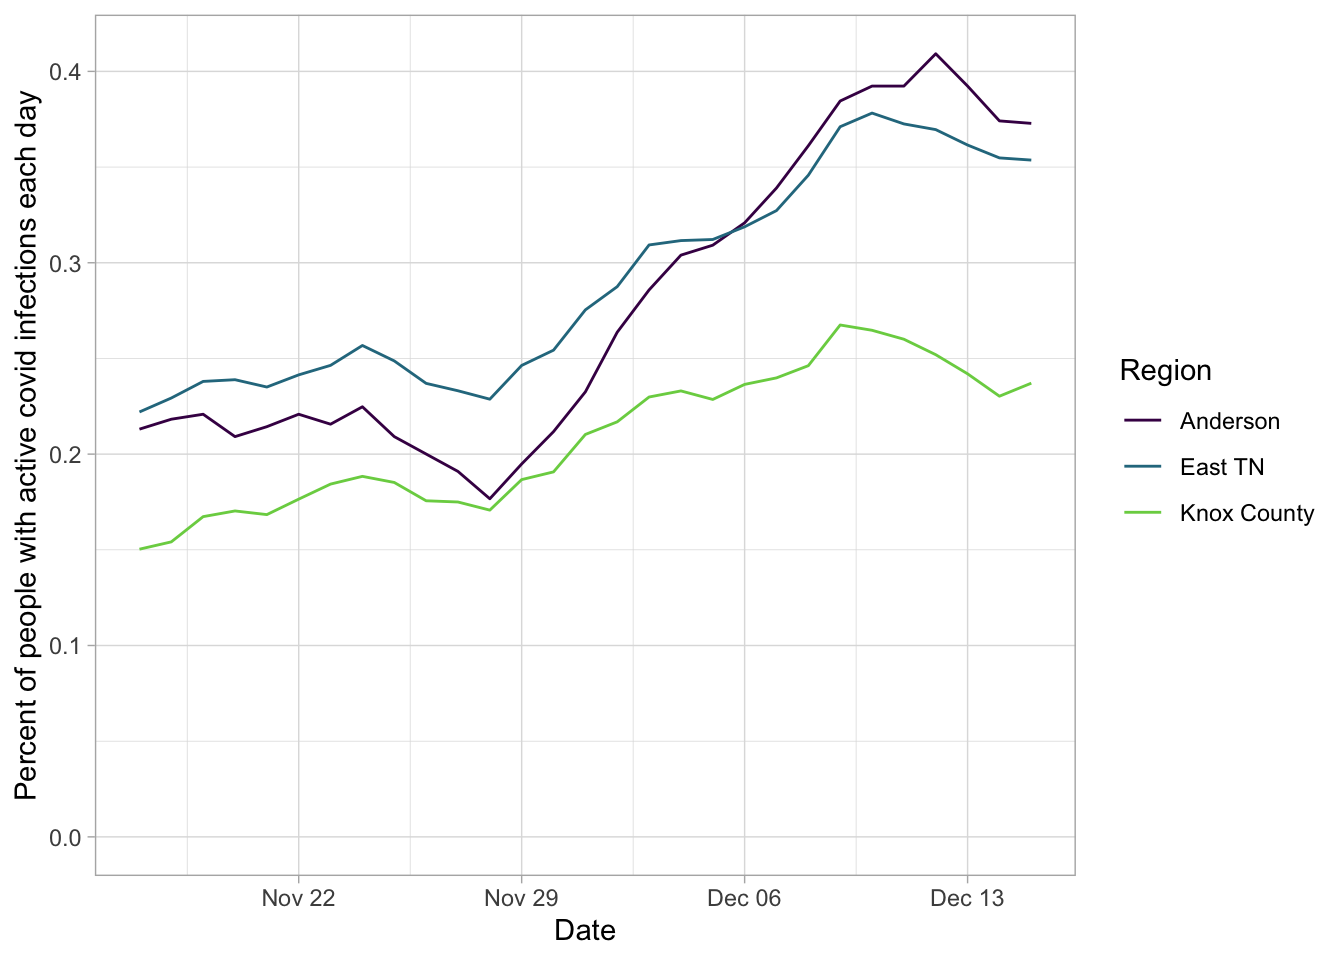 Percent of people with active covid infections each day
0.4
0.3
0.2
0.1
0.0
Nov 22
Nov 29
Dec 06
Dec 13
Date
Region
Anderson
East TN
Knox County